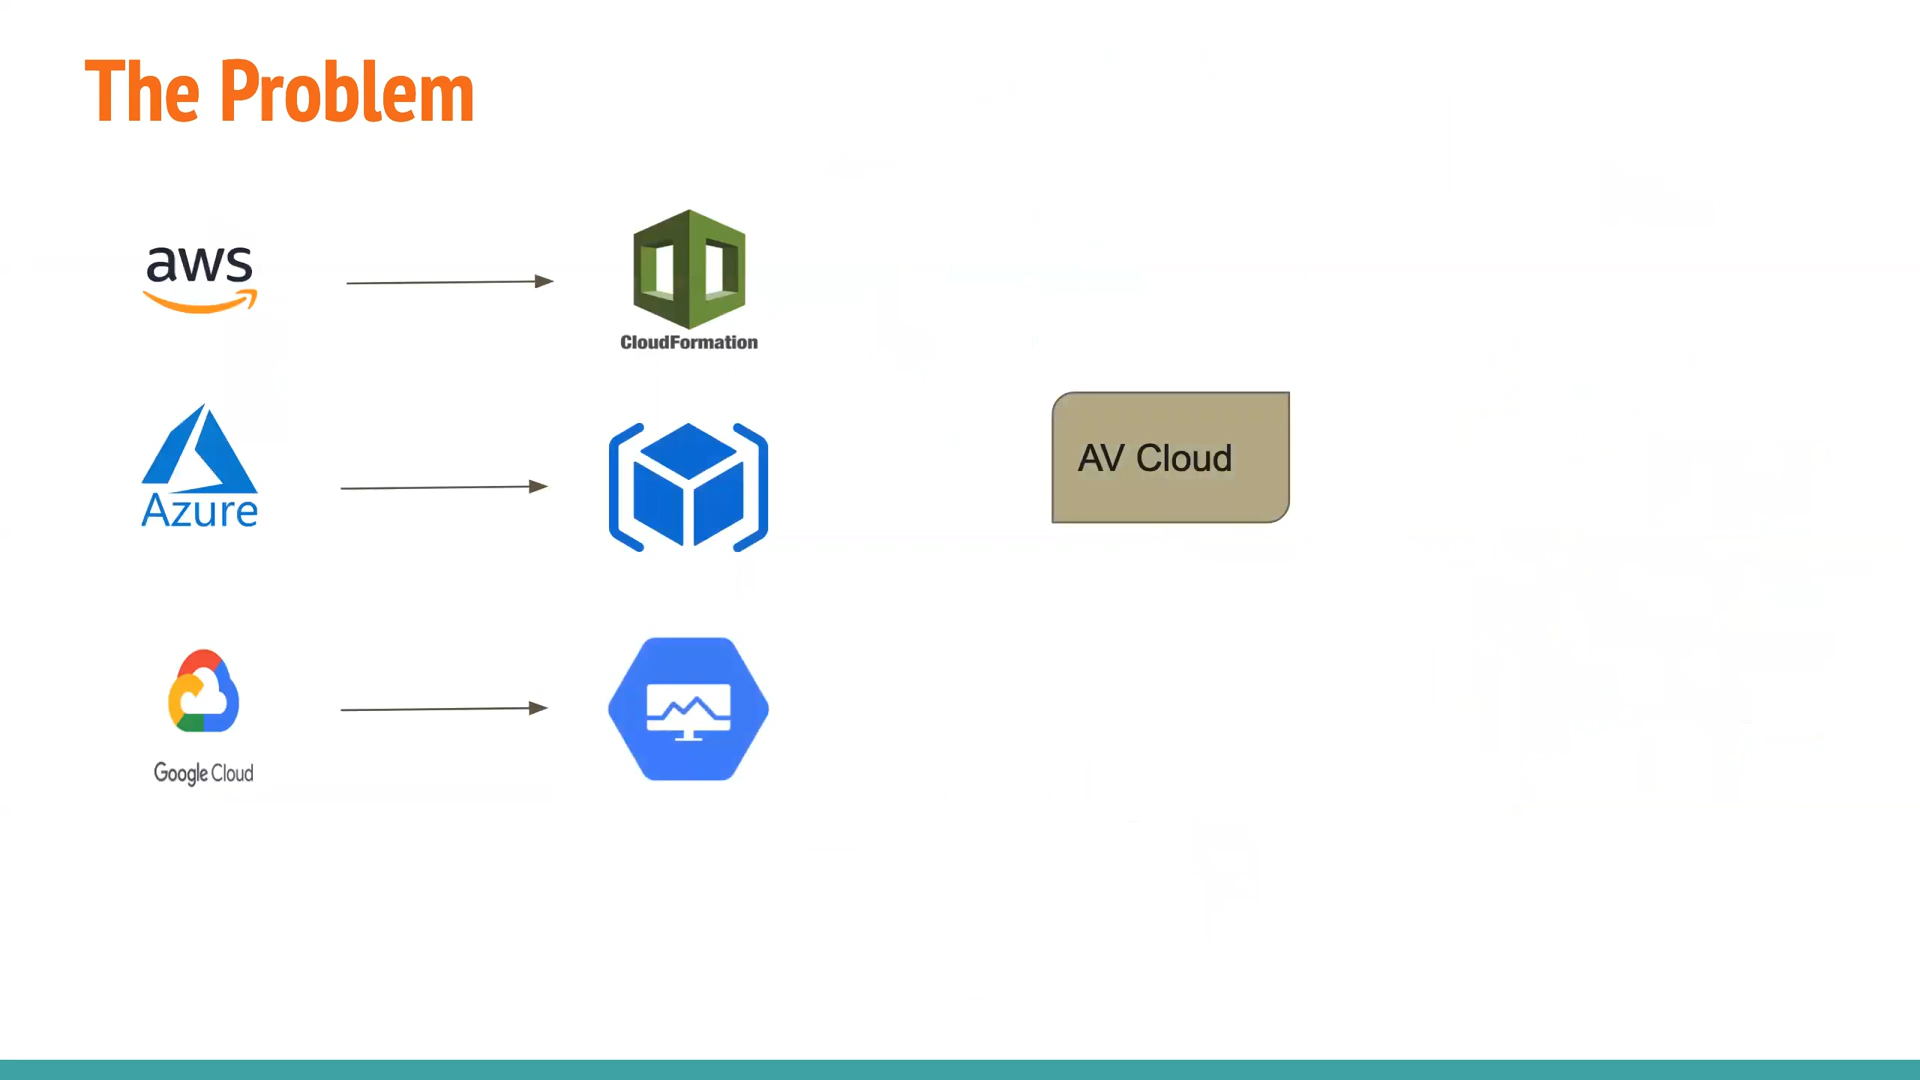 The Problem
aws
CloudFormation
Azure
AV Cloud
Google Cloud